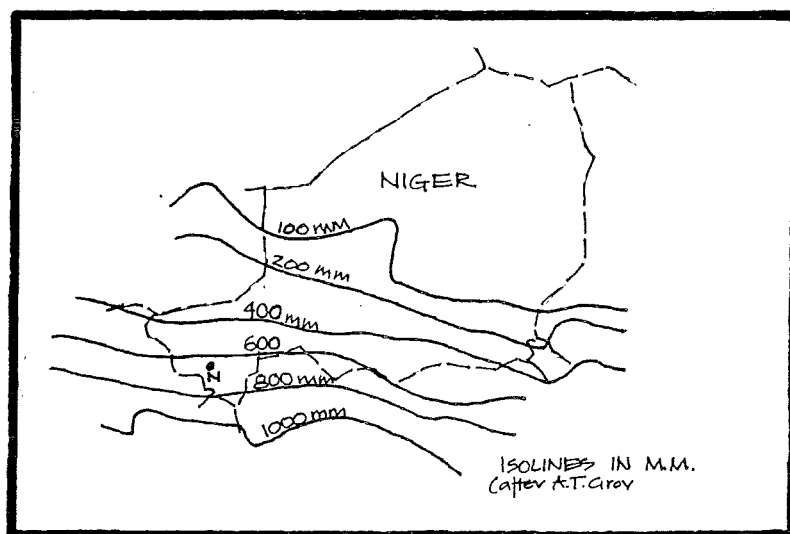 NIGER
100 mm
200 mm
400 mm
600
N
800 mm
1000 mm
ISOLINES IN M.M.
(after A.T. Grov